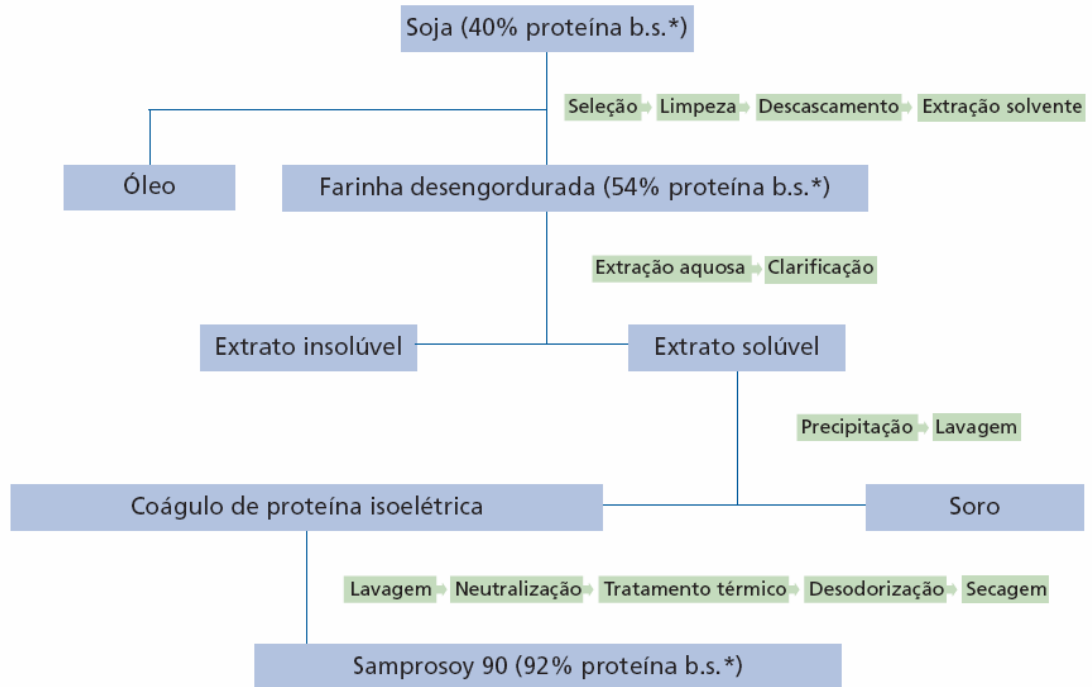 Soja (40% proteína b.s.*)
Seleção Limpeza Descascamento Extração solvente
Óleo
Farinha desengordurada (54% proteína b.s.*)
Extração aquosa Clarificação
Extrato insolúvel
Extrato solúvel
Precipitação Lavagem
Coágulo de proteína isoelétrica
Soro
Lavagem Neutralização Tratamento térmico Desodorização Secagem
Samprosoy 90 (92% proteína b.s.*)